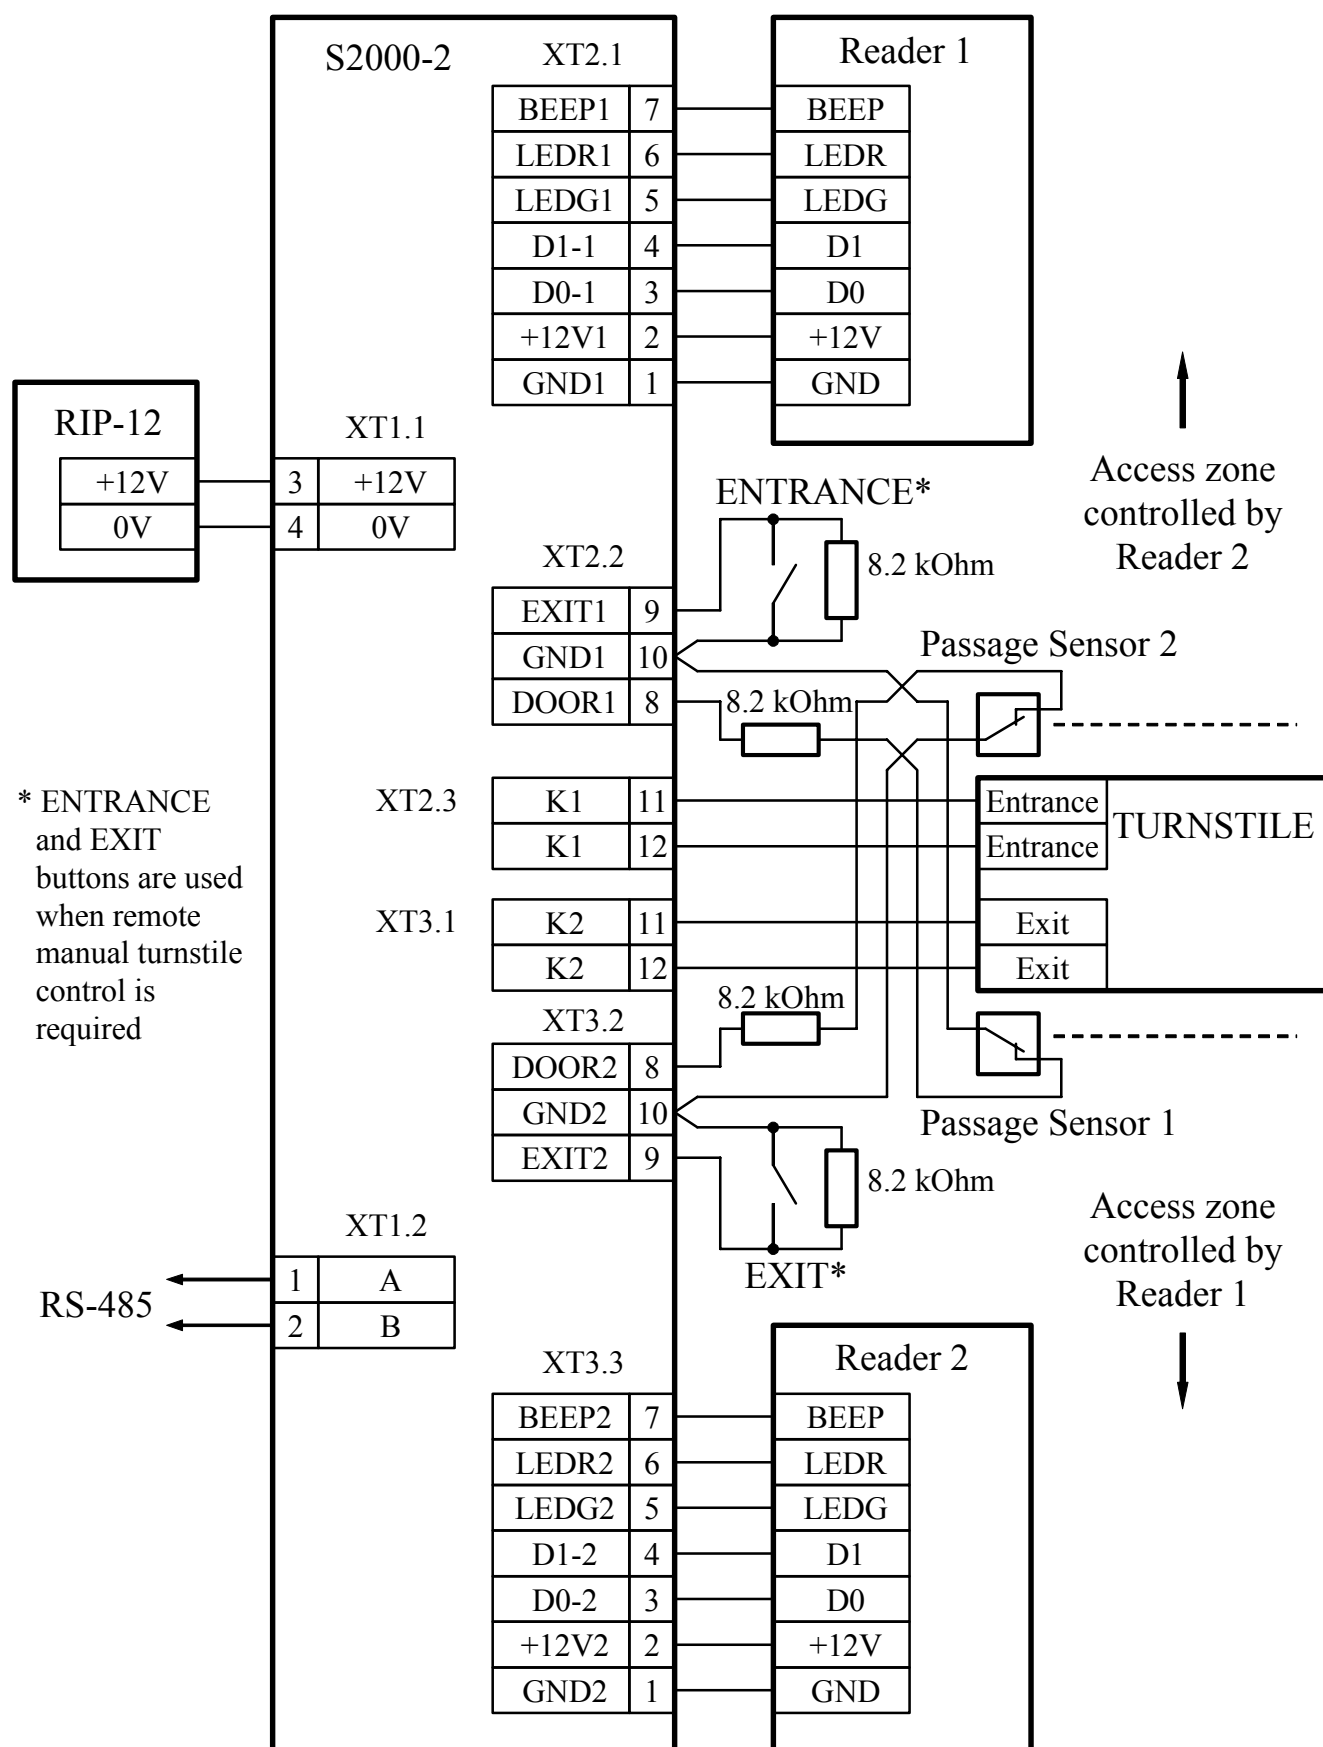 S2000-2
XT2.1
BEEP1 7
LEDR1 6
LEDG1 5
D1-1 4
D0-1 3
+12V1 2
GND1 1
Reader 1
BEEP
LEDR
LEDG
D1
D0
+12V
GND
RIP-12
+12V
0V
XT1.1
3 +12V
4 0V
Access zone
controlled by
Reader 2
ENTRANCE*
8.2 kOhm
XT2.2
EXIT1 9
GND1 10
DOOR1 8
Passage Sensor 2
8.2 kOhm
* ENTRANCE
and EXIT
buttons are used
when remote
manual turnstile
control is
required
XT2.3
K1 11
K1 12
XT3.1
K2 11
K2 12
Entrance
Entrance
TURNSTILE
Exit
Exit
8.2 kOhm
XT3.2
DOOR2 8
GND2 10
EXIT2 9
Passage Sensor 1
8.2 kOhm
EXIT*
Access zone
controlled by
Reader 1
XT1.2
1 A
2 B
RS-485
XT3.3
BEEP2 7
LEDR2 6
LEDG2 5
D1-2 4
D0-2 3
+12V2 2
GND2 1
Reader 2
BEEP
LEDR
LEDG
D1
D0
+12V
GND